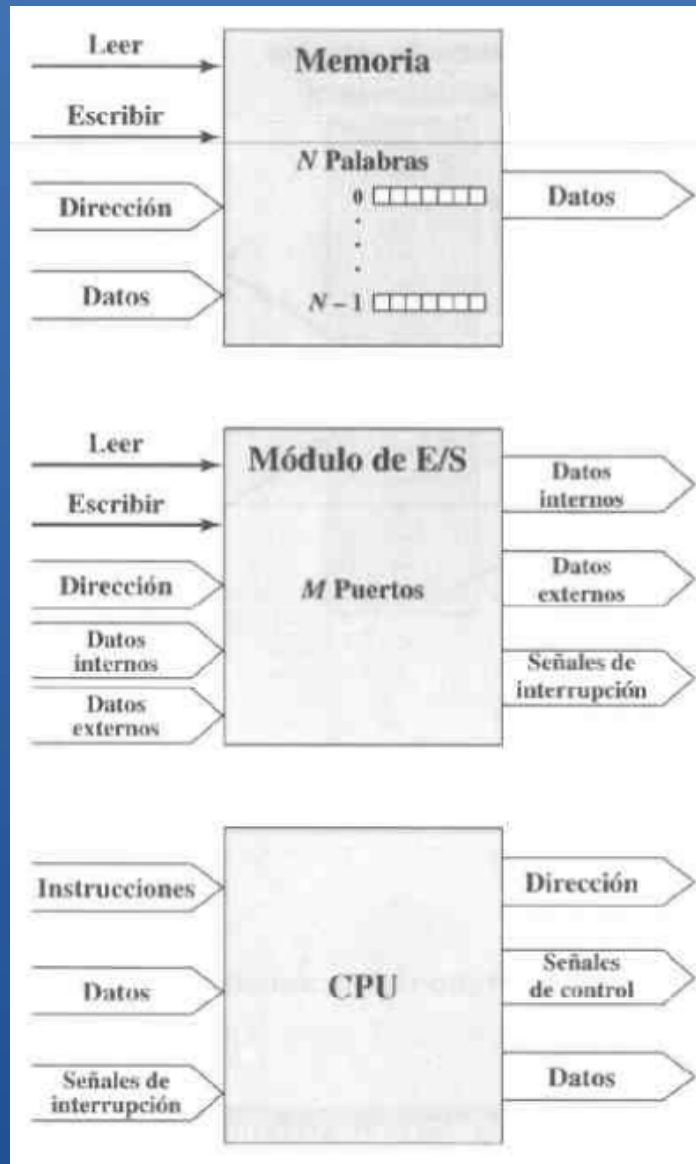 Leer
Memoria
Escribir
N Palabras
Dirección
0
Datos
Datos
N – 1
Leer
Módulo de E/S
Datos
internos
Escribir
Dirección
M Puertos
Datos
externos
Datos
internos
Señales de
interrupción
Datos
externos
Instrucciones
Dirección
Datos
CPU
Señales
de control
Señales de
interrupción
Datos